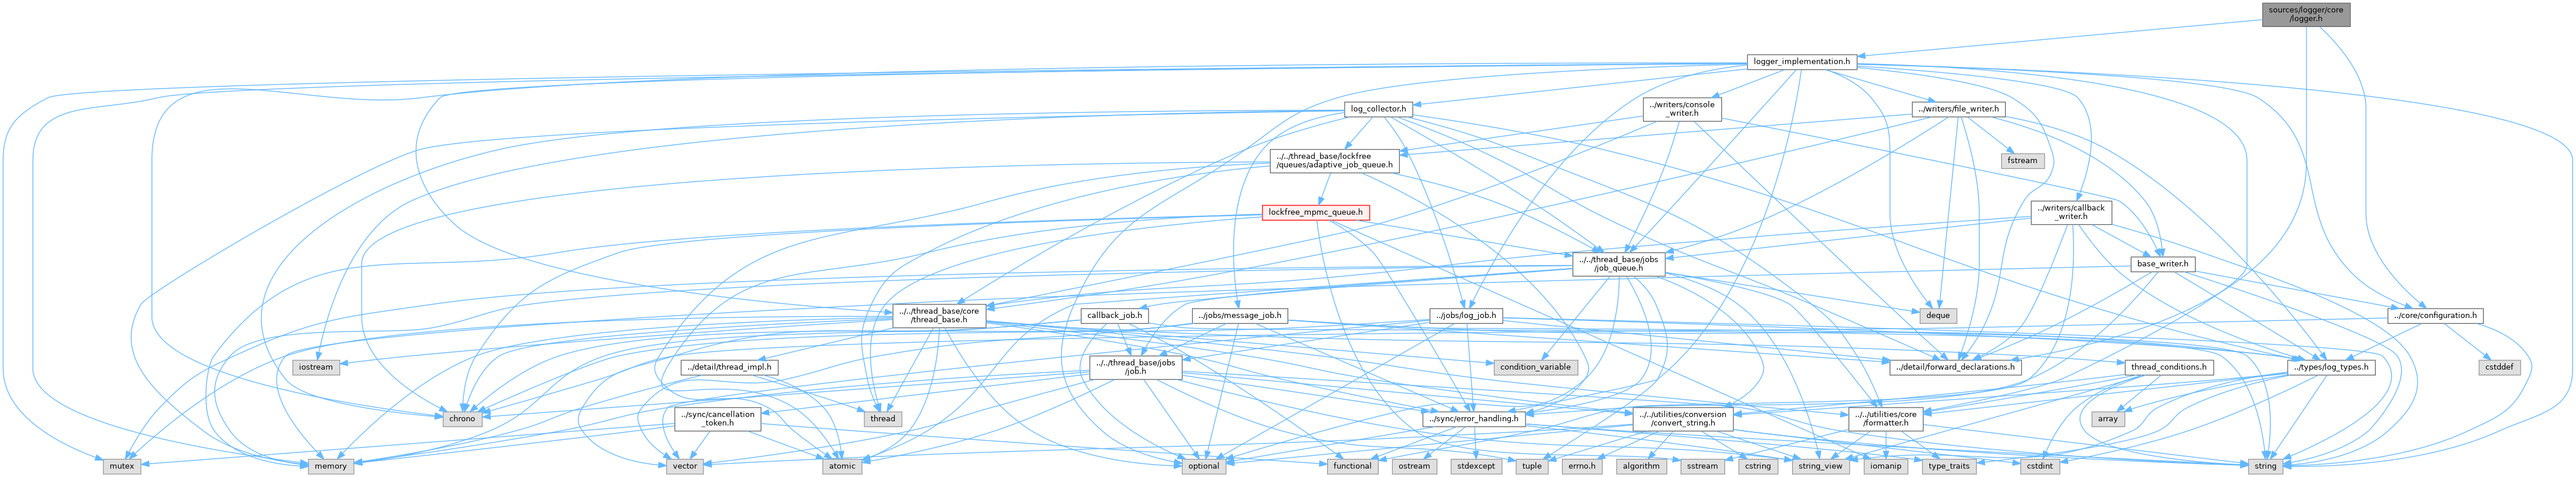 sources/logger/core
/logger.h
logger_implementation.h
log_collector.h
../writers/console
_writer.h
../writers/file_writer.h
../../thread_base/lockfree
/queues/adaptive_job_queue.h
fstream
lockfree_mpmc_queue.h
../writers/callback
_writer.h
../../thread_base/jobs
/job_queue.h
base_writer.h
../../thread_base/core
/thread_base.h
callback_job.h
../jobs/message_job.h
../jobs/log_job.h
deque
../core/configuration.h
iostream
../detail/thread_impl.h
../../thread_base/jobs
/job.h
condition_variable
../detail/forward_declarations.h
thread_conditions.h
../types/log_types.h
cstddef
chrono
../sync/cancellation
_token.h
thread
../sync/error_handling.h
../../utilities/conversion
/convert_string.h
../../utilities/core
/formatter.h
array
mutex
memory
vector
atomic
optional
functional
ostream
stdexcept
tuple
errno.h
algorithm
sstream
cstring
string_view
iomanip
type_traits
cstdint
string